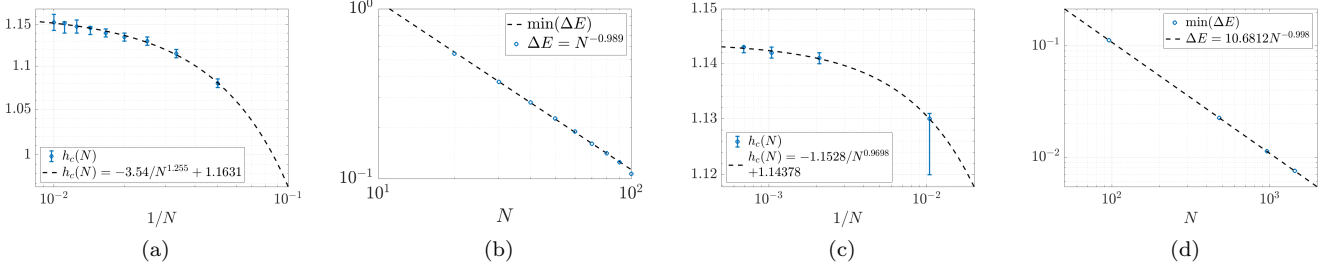 1.15
1.1
1.05
1
h_c(N)
h_c(N) = −3.54/N^{1.255} + 1.1631
10^{-2}
10^{-1}
1/N
(a)
10^0
10^{-1}
min(ΔE)
ΔE = N^{−0.989}
10^1
10^2
N
(b)
1.15
1.14
1.13
1.12
h_c(N)
h_c(N) = −1.1528/N^{0.9698}
+1.14378
10^{-3}
10^{-2}
1/N
(c)
10^{-1}
10^{-2}
min(ΔE)
ΔE = 10.6812N^{−0.998}
10^2
10^3
N
(d)